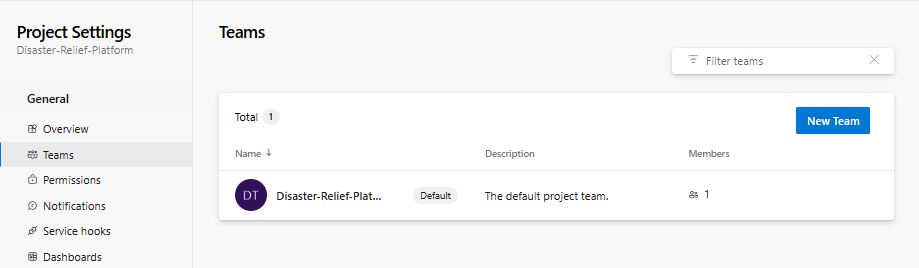 Project Settings
Disaster-Relief-Platform
General
Overview
Teams
Permissions
Notifications
Service hooks
Dashboards
Teams
Filter teams
Total 1
New Team
Name ↓ Description Members
DT Disaster-Relief-Plat... Default The default project team. 1